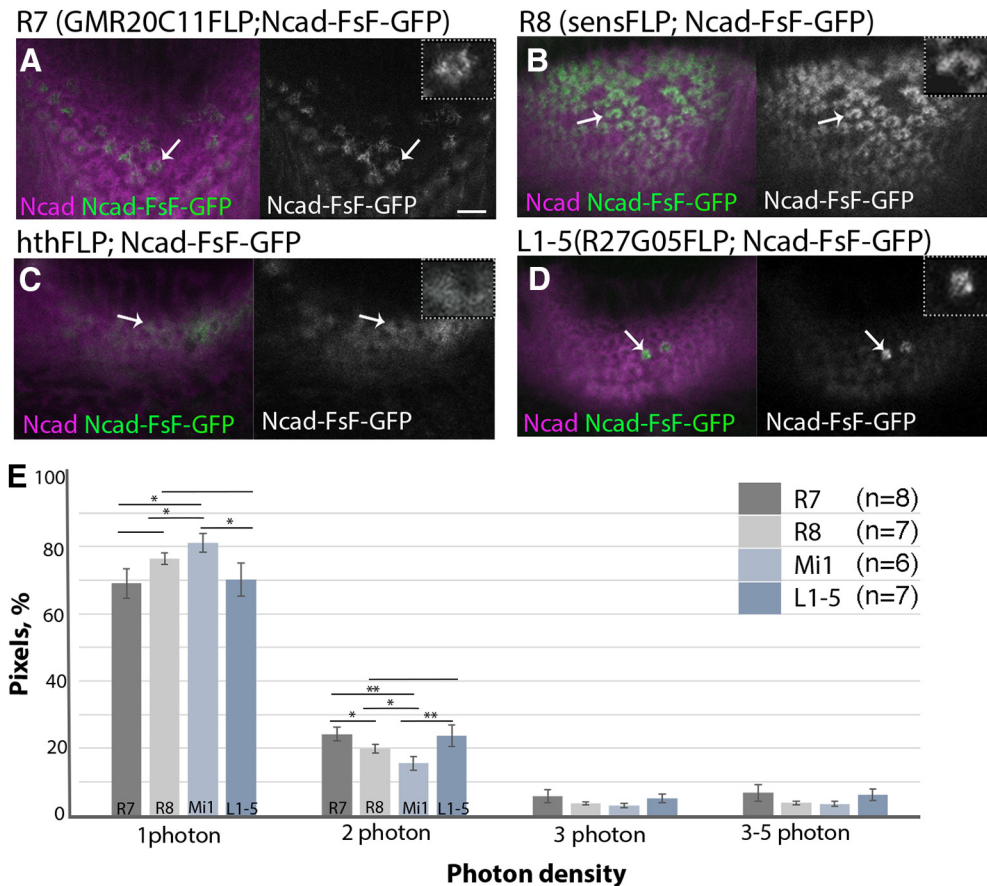 R7 (GMR20C11FLP;Ncad-FsF-GFP)
R8 (sensFLP; Ncad-FsF-GFP)
A
Ncad Ncad-FsF-GFP
Ncad-FsF-GFP
B
Ncad Ncad-FsF-GFP
Ncad-FsF-GFP
hthFLP; Ncad-FsF-GFP
L1-5(R27G05FLP; Ncad-FsF-GFP)
C
Ncad Ncad-FsF-GFP
Ncad-FsF-GFP
D
Ncad Ncad-FsF-GFP
Ncad-FsF-GFP
E
100
80
60
40
20
0
Pixels, %
R7 (n=8)
R8 (n=7)
Mi1 (n=6)
L1-5 (n=7)
*
*
*
**
*
*
**
R7 R8 Mi1 L1-5
R7 R8 Mi1 L1-5
1photon
2 photon
3 photon
3-5 photon
Photon density